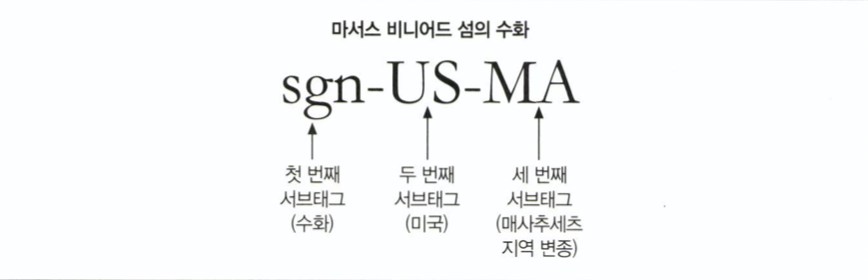 마서스 비니어드 섬의 수화
sgn-US-MA
첫 번째 두 번째 세 번째
서브태그 서브태그 서브태그
(수화) (미국) (매사추세츠
지역 변종)